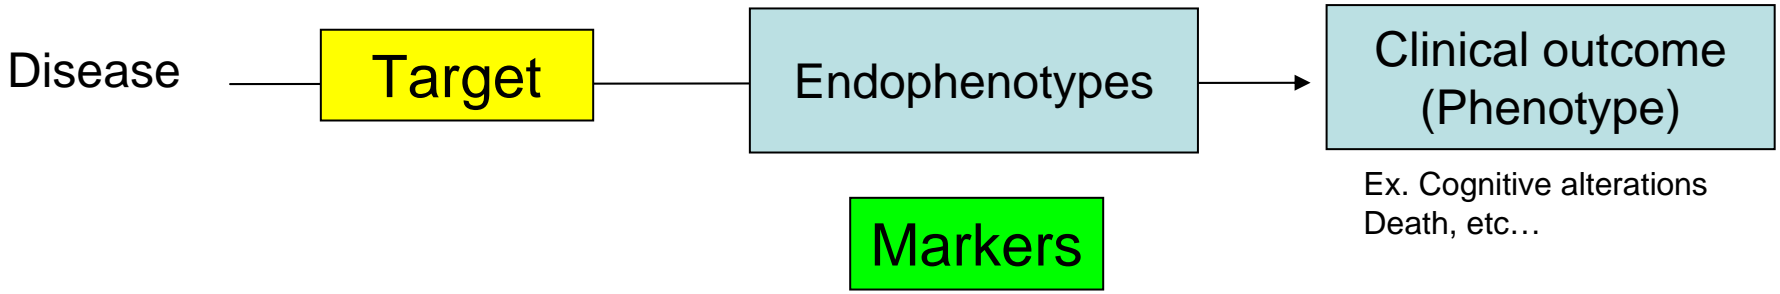 Disease
Target
Endophenotypes
Clinical outcome
(Phenotype)
Ex. Cognitive alterations
Death, etc…
Markers